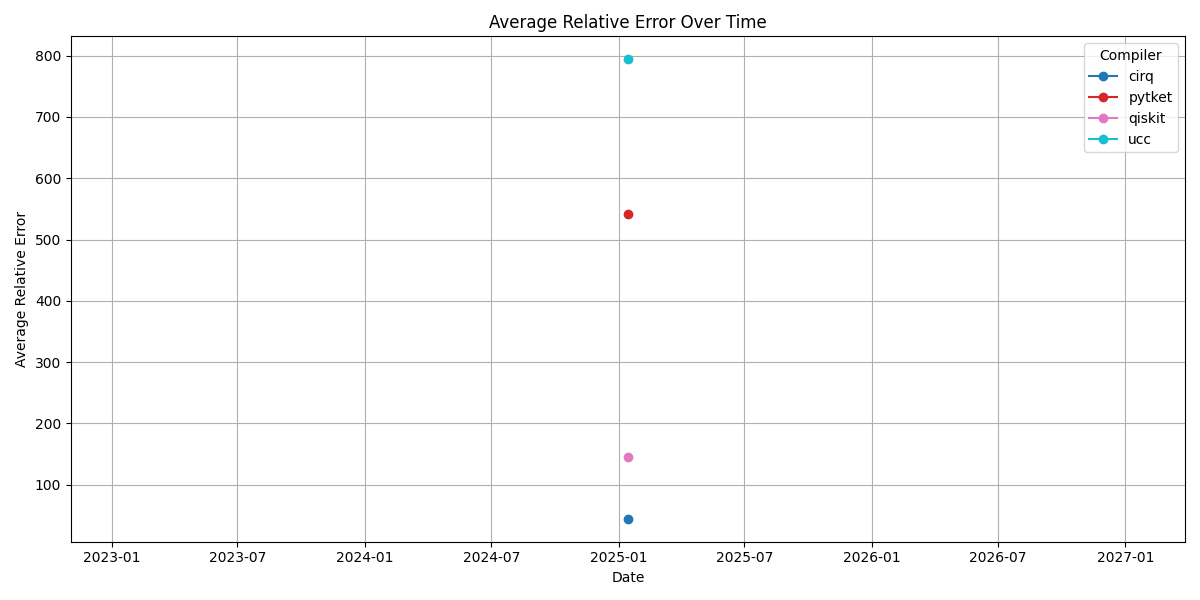 Average Relative Error Over Time
Average Relative Error
800
700
600
500
400
300
200
100
Compiler
cirq
pytket
qiskit
ucc
2023-01
2023-07
2024-01
2024-07
2025-01
2025-07
2026-01
2026-07
2027-01
Date